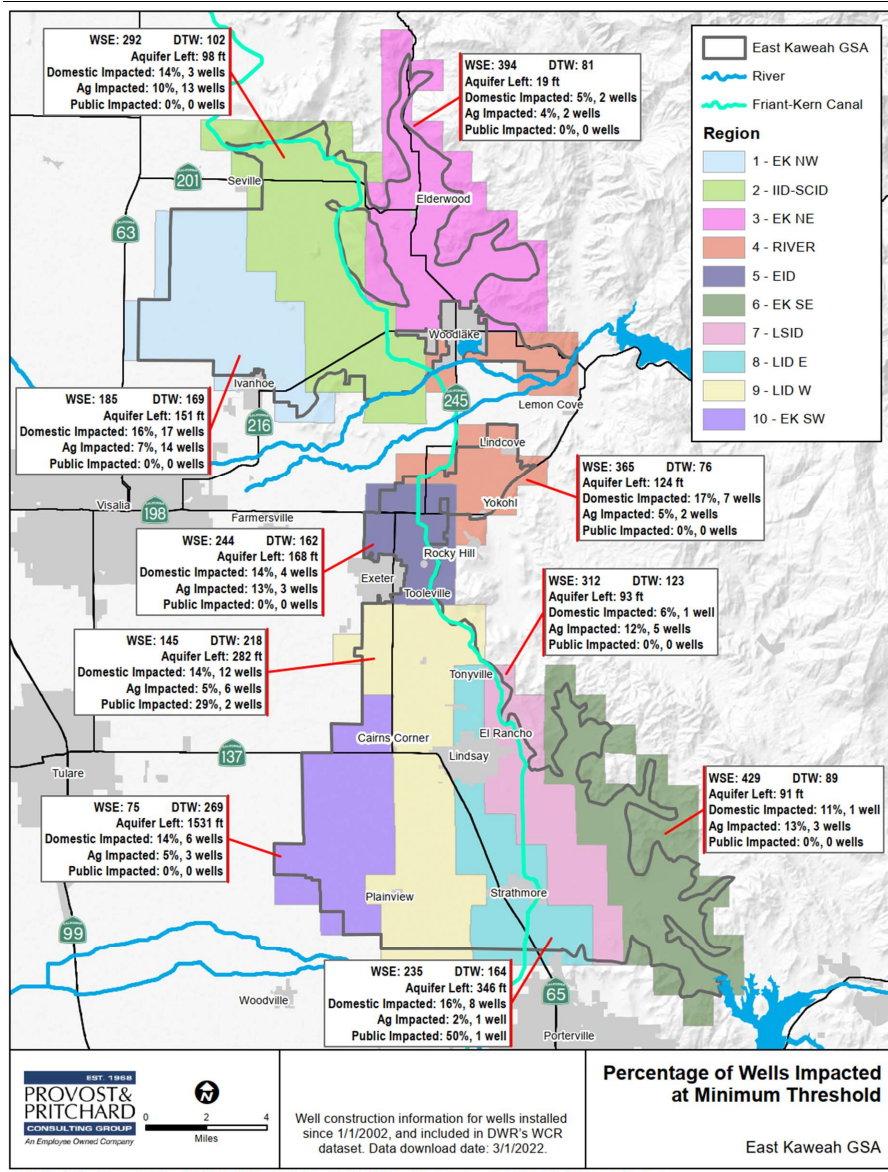 WSE: 292 DTW: 102
Aquifer Left: 98 ft
Domestic Impacted: 14%, 3 wells
Ag Impacted: 10%, 13 wells
Public Impacted: 0%, 0 wells
WSE: 394 DTW: 81
Aquifer Left: 19 ft
Domestic Impacted: 5%, 2 wells
Ag Impacted: 4%, 2 wells
Public Impacted: 0%, 0 wells
East Kaweah GSA
River
Friant-Kern Canal
Region
1 - EK NW
2 - IID-SCID
3 - EK NE
4 - RIVER
5 - EID
6 - EK SE
7 - LSID
8 - LID E
9 - LID W
10 - EK SW
201
Seville
63
Elderwood
Woodlake
Ivanhoe
216
245
Lemon Cove
WSE: 185 DTW: 169
Aquifer Left: 151 ft
Domestic Impacted: 16%, 17 wells
Ag Impacted: 7%, 14 wells
Public Impacted: 0%, 0 wells
Lindcove
WSE: 365 DTW: 76
Aquifer Left: 124 ft
Domestic Impacted: 17%, 7 wells
Ag Impacted: 5%, 2 wells
Public Impacted: 0%, 0 wells
Visalia
198
Farmersville
Yokohl
WSE: 244 DTW: 162
Aquifer Left: 168 ft
Domestic Impacted: 14%, 4 wells
Ag Impacted: 13%, 3 wells
Public Impacted: 0%, 0 wells
Rocky Hill
Exeter
Tooleville
WSE: 312 DTW: 123
Aquifer Left: 93 ft
Domestic Impacted: 6%, 1 well
Ag Impacted: 12%, 5 wells
Public Impacted: 0%, 0 wells
WSE: 145 DTW: 218
Aquifer Left: 282 ft
Domestic Impacted: 14%, 12 wells
Ag Impacted: 5%, 6 wells
Public Impacted: 29%, 2 wells
Tonyville
Cairns Corner
El Rancho
Lindsay
137
Tulare
WSE: 429 DTW: 89
Aquifer Left: 91 ft
Domestic Impacted: 11%, 1 well
Ag Impacted: 13%, 3 wells
Public Impacted: 0%, 0 wells
WSE: 75 DTW: 269
Aquifer Left: 1531 ft
Domestic Impacted: 14%, 6 wells
Ag Impacted: 5%, 3 wells
Public Impacted: 0%, 0 wells
Plainview
Strathmore
99
WSE: 235 DTW: 164
Aquifer Left: 346 ft
Domestic Impacted: 16%, 8 wells
Ag Impacted: 2%, 1 well
Public Impacted: 50%, 1 well
Woodville
65
Porterville
EST. 1968
PROVOST&
PRITCHARD
CONSULTING GROUP
An Employee Owned Company
N
0 2 4
Miles
Well construction information for wells installed
since 1/1/2002, and included in DWR's WCR
dataset. Data download date: 3/1/2022.
Percentage of Wells Impacted
at Minimum Threshold
East Kaweah GSA